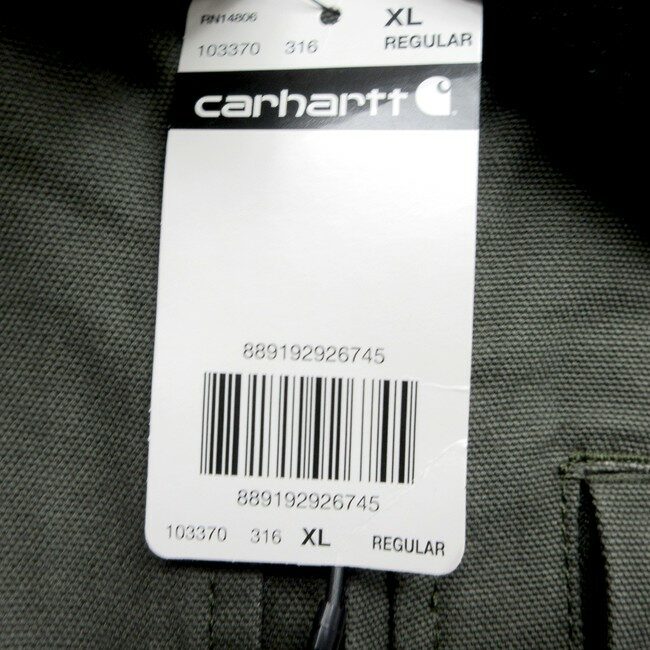 RN14806
XL
103370 316 REGULAR
carhartt
889192926745
889192926745
103370 316 XL REGULAR